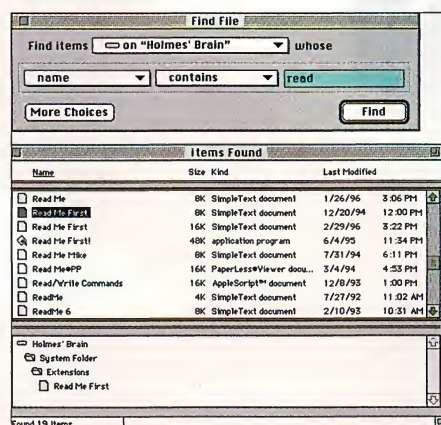 Find File
Find items on "Holmes' Brain" whose
name contains read
More Choices Find
Items Found
Name Size Kind Last Modified
Read Me 8K SimpleText document 1/26/96 3:06 PM
Read Me First 8K SimpleText document 12/20/94 12:00 PM
Read Me First 16K SimpleText document 2/29/96 3:22 PM
Read Me First! 48K application program 6/4/95 11:34 PM
Read Me Mike 8K SimpleText document 7/31/94 6:11 PM
Read Me•PP 16K PaperLess•Viewer docu... 3/4/94 4:53 PM
Read/Write Commands 16K AppleScript™ document 12/8/93 1:00 PM
ReadMe 4K SimpleText document 7/27/92 11:02 AM
ReadMe 6 8K SimpleText document 2/10/93 10:31 AM
Holmes' Brain
System Folder
Extensions
Read Me First
Found 19 items